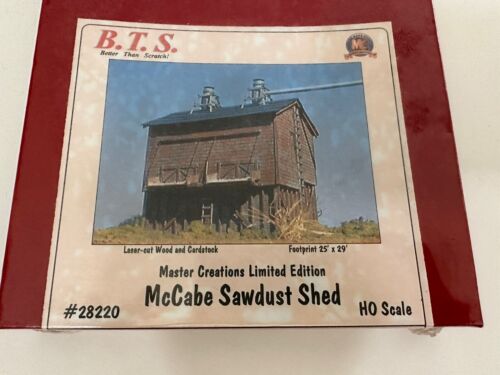 B.T.S.
Better Than Scratch!
MC
Laser-cut Wood and Cardstock
Footprint 25' x 29'
Master Creations Limited Edition
McCabe Sawdust Shed
#28220
HO Scale